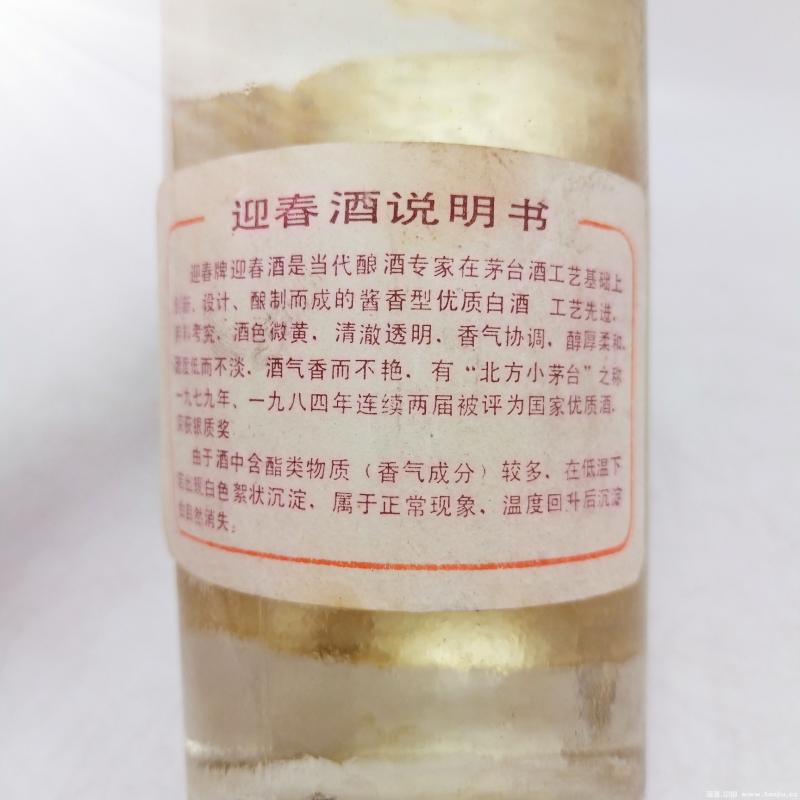 迎春酒说明书
迎春牌迎春酒是当代酿酒专家在茅台酒工艺基础上
创新、设计、酿制而成的酱香型优质白酒 工艺先进,
考究,酒色微黄,清澈透明,香气协调,醇厚柔和,
酒度低而不淡,酒气香而不艳,有“北方小茅台”之称
一九七九年、一九八四年连续两届被评为国家优质酒,
荣获银质奖
由于酒中含酯类物质(香气成分)较多,在低温下
出现白色絮状沉淀,属于正常现象,温度回升后沉淀
自然消失。